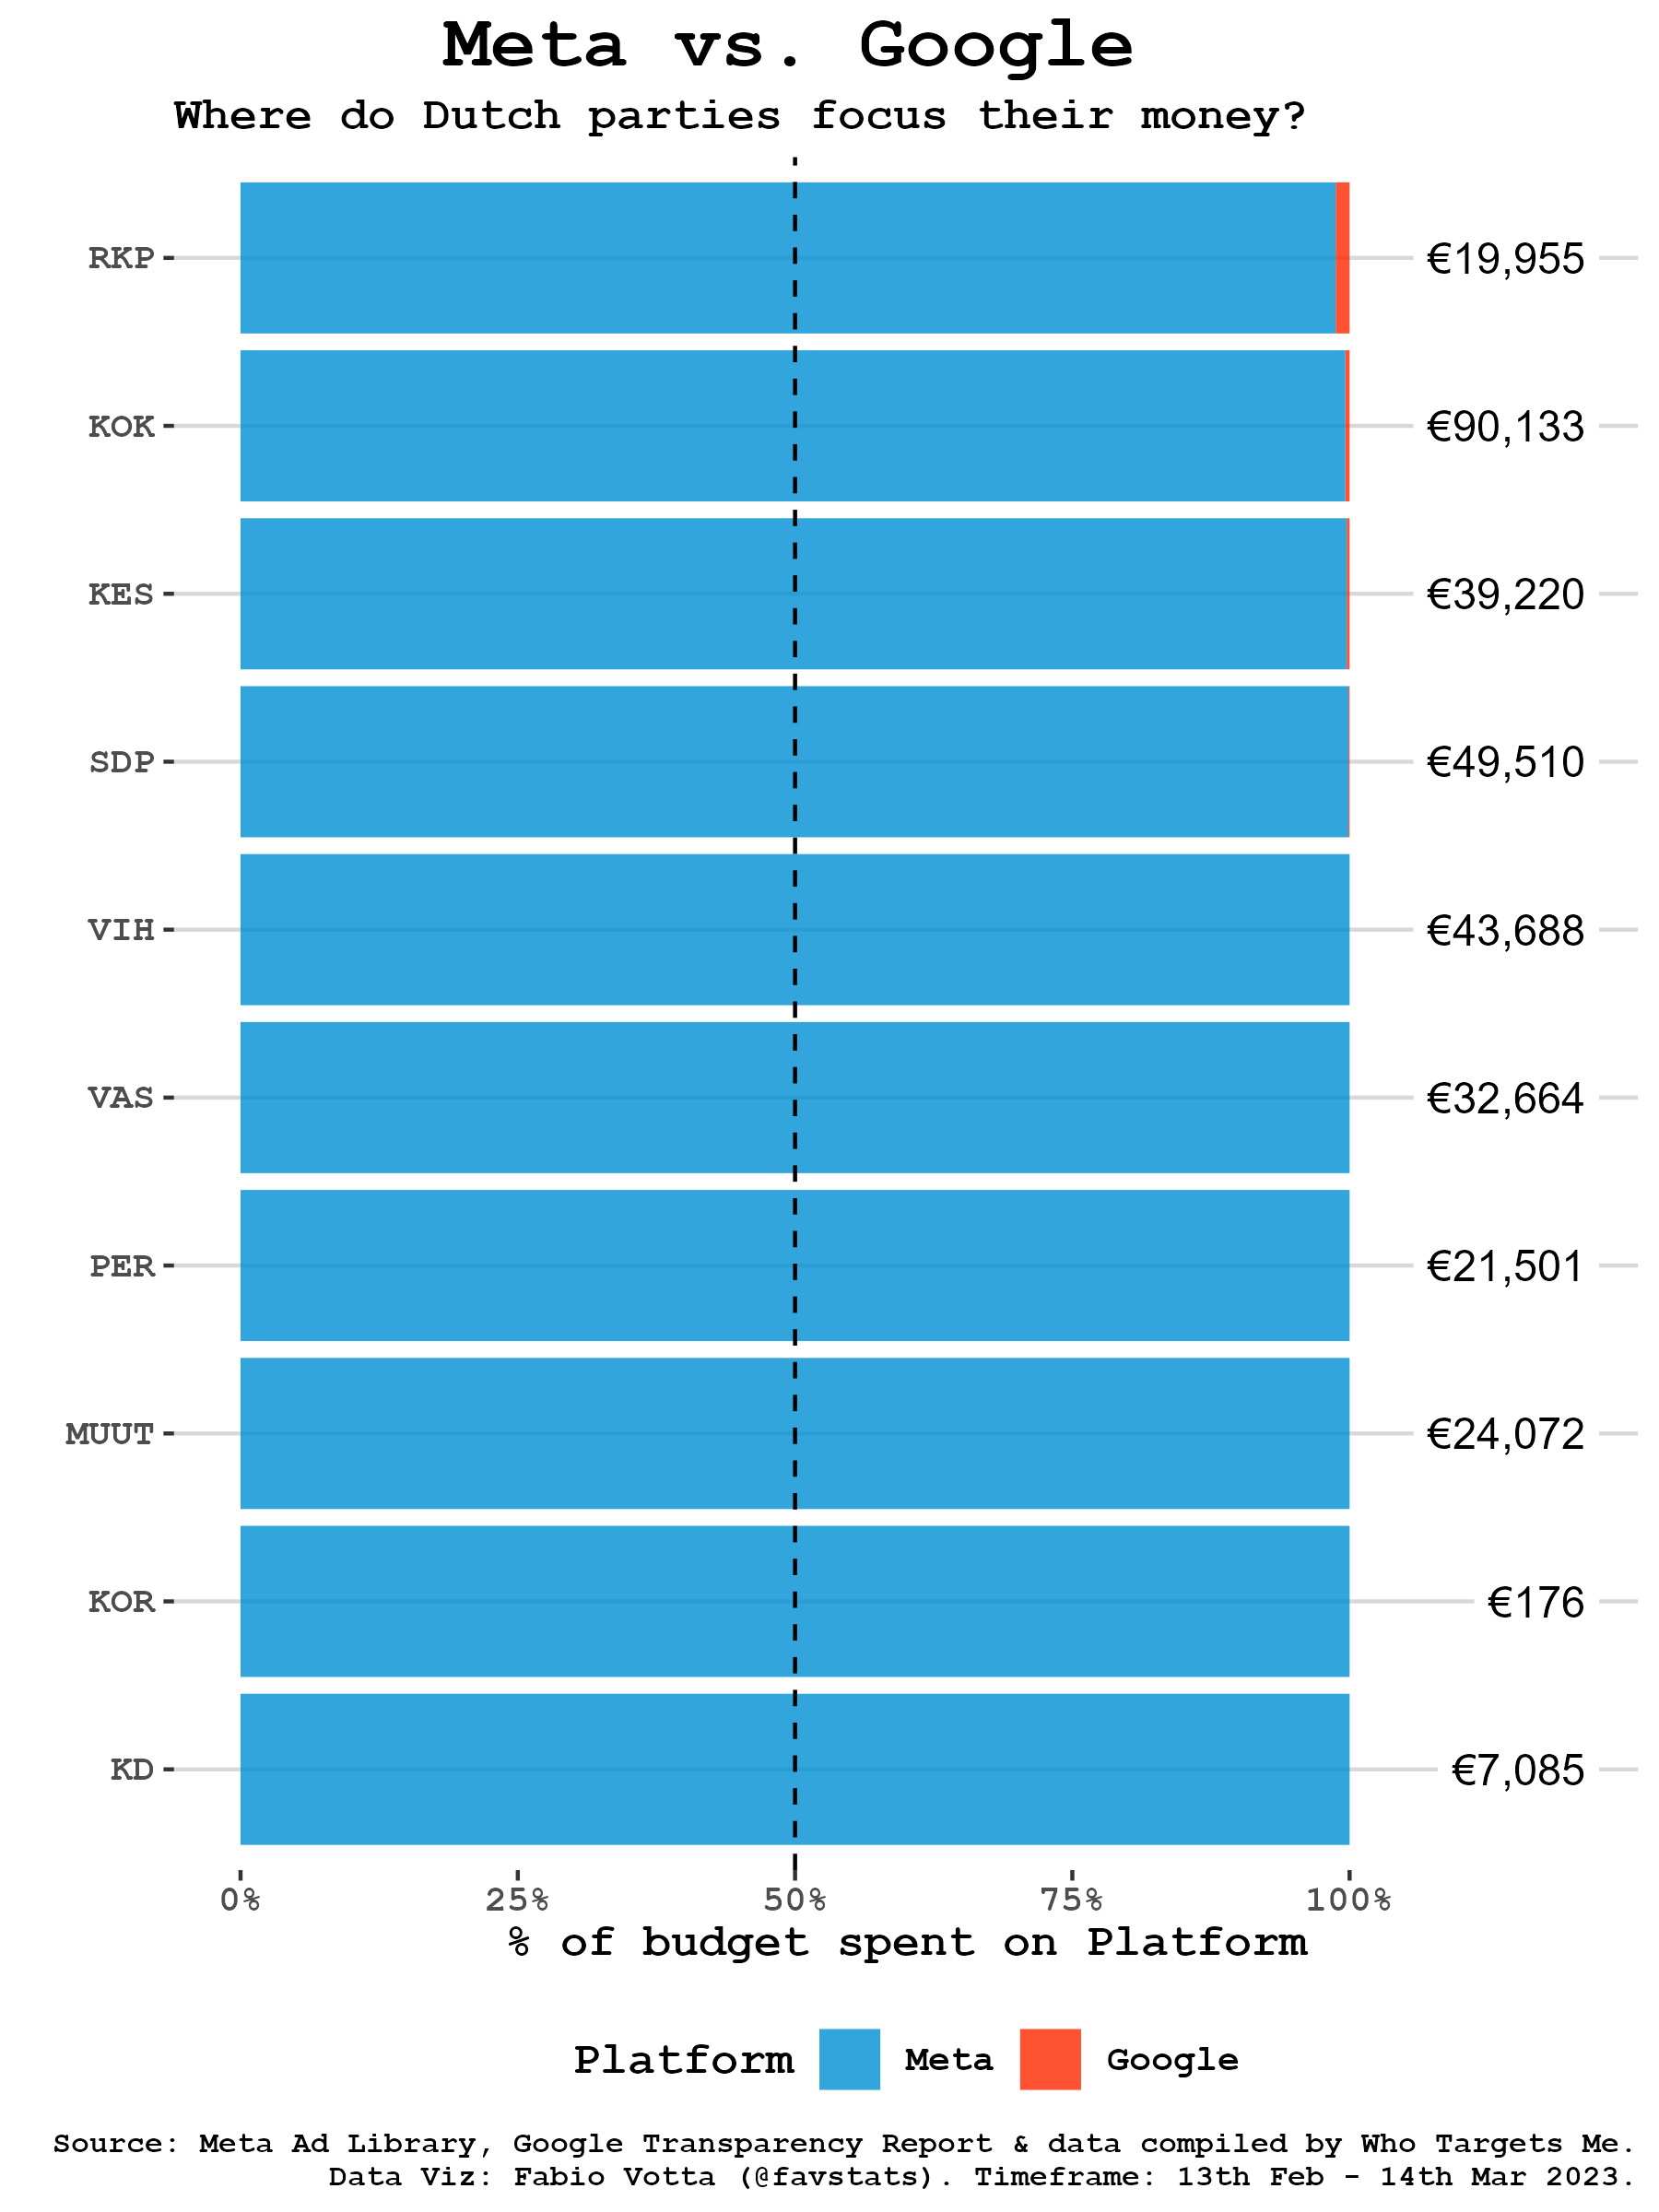 Meta vs. Google
Where do Dutch parties focus their money?
RKP €19,955
KOK €90,133
KES €39,220
SDP €49,510
VIH €43,688
VAS €32,664
PER €21,501
MUUT €24,072
KOR €176
KD €7,085
0% 25% 50% 75% 100%
% of budget spent on Platform
Platform Meta Google
Source: Meta Ad Library, Google Transparency Report & data compiled by Who Targets Me.
Data Viz: Fabio Votta (@favstats). Timeframe: 13th Feb - 14th Mar 2023.